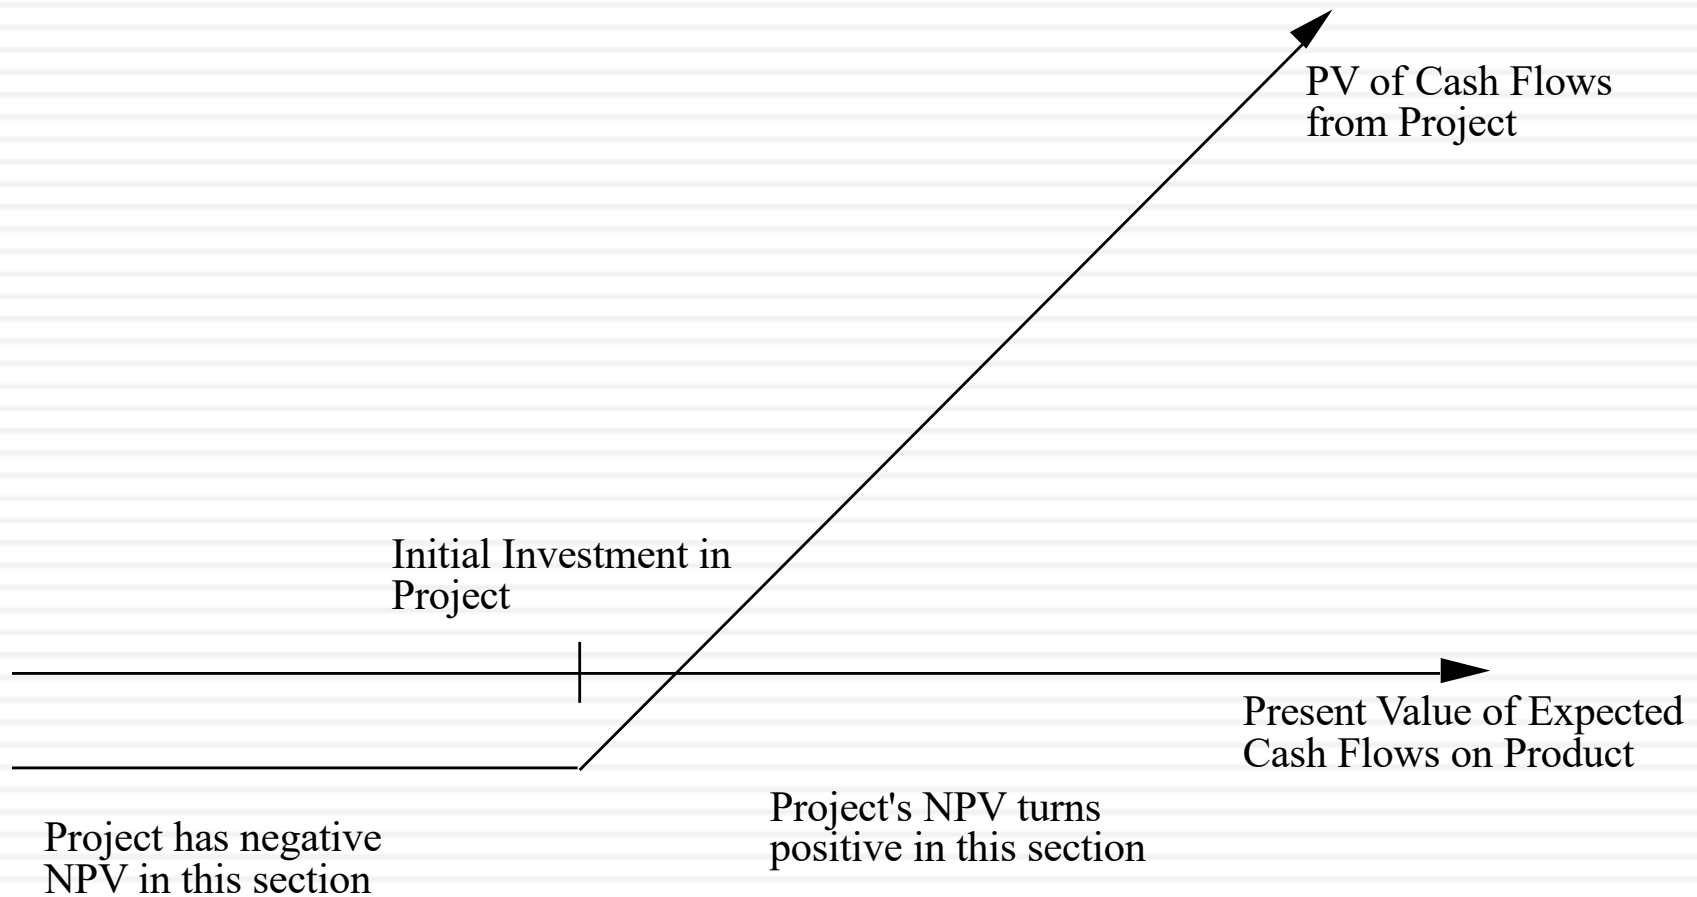 PV of Cash Flows
from Project
Initial Investment in
Project
Present Value of Expected
Cash Flows on Product
Project's NPV turns
positive in this section
Project has negative
NPV in this section